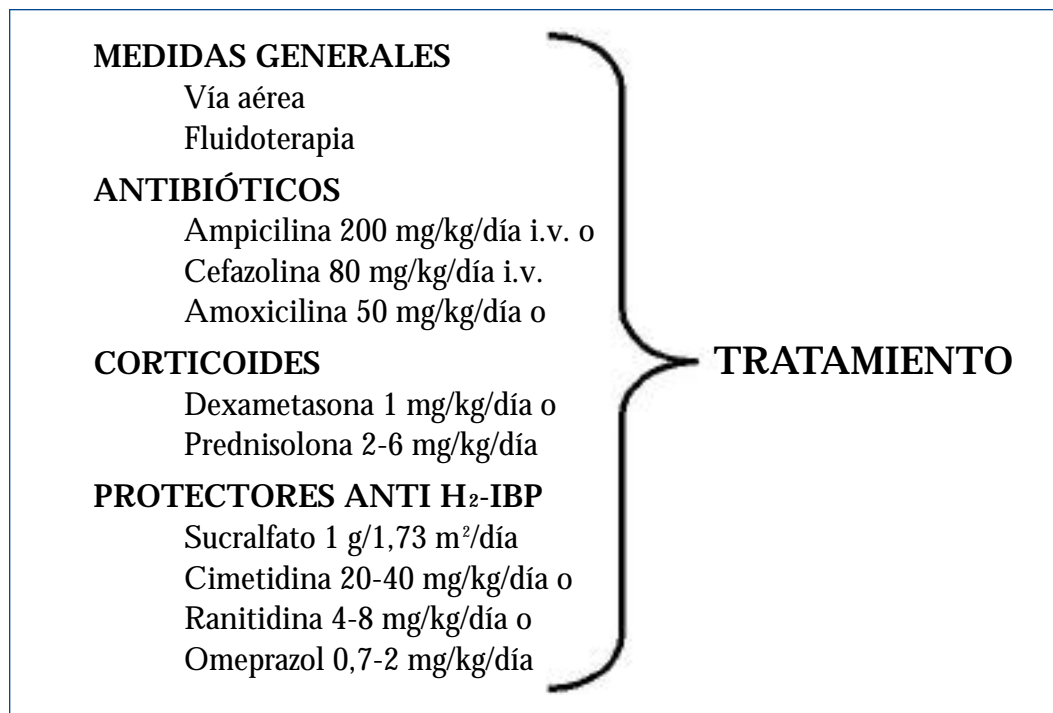 MEDIDAS GENERALES
Vía aérea
Fluidoterapia
ANTIBIÓTICOS
Ampicilina 200 mg/kg/día i.v. o
Cefazolina 80 mg/kg/día i.v.
Amoxicilina 50 mg/kg/día o
CORTICOIDES
Dexametasona 1 mg/kg/día o
Prednisolona 2-6 mg/kg/día
PROTECTORES ANTI H₂-IBP
Sucralfato 1 g/1,73 m²/día
Cimetidina 20-40 mg/kg/día o
Ranitidina 4-8 mg/kg/día o
Omeprazol 0,7-2 mg/kg/día
TRATAMIENTO